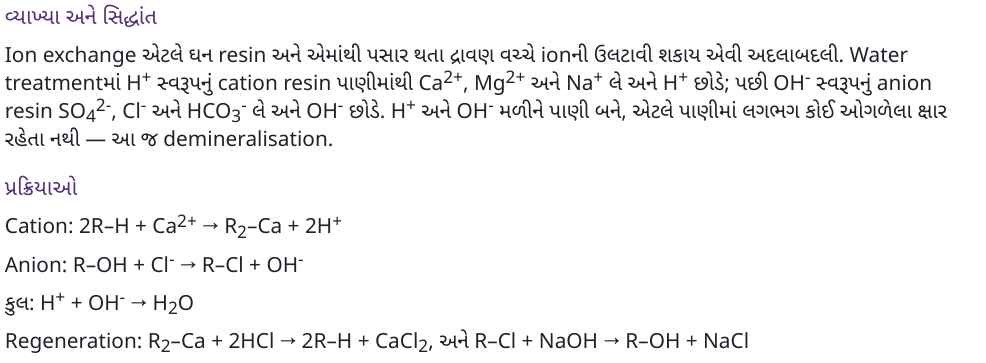 વ્યાખ્યા અને સિદ્ધાંત
Ion exchange એટલે ઘન resin અને એમાંથી પસાર થતા દ્રાવણ વચ્ચે ionની ઉલટાવી શકાય એવી અદલાબદલી. Water
treatmentમાં H⁺ સ્વરૂપનું cation resin પાણીમાંથી Ca²⁺, Mg²⁺ અને Na⁺ લે અને H⁺ છોડે; પછી OH⁻ સ્વરૂપનું anion
resin SO₄²⁻, Cl⁻ અને HCO₃⁻ લે અને OH⁻ છોડે. H⁺ અને OH⁻ મળીને પાણી બને, એટલે પાણીમાં લગભગ કોઈ ઓગળેલા ક્ષાર
રહેતા નથી — આ જ demineralisation.
પ્રક્રિયાઓ
Cation: 2R–H + Ca²⁺ → R₂–Ca + 2H⁺
Anion: R–OH + Cl⁻ → R–Cl + OH⁻
કુલ: H⁺ + OH⁻ → H₂O
Regeneration: R₂–Ca + 2HCl → 2R–H + CaCl₂, અને R–Cl + NaOH → R–OH + NaCl